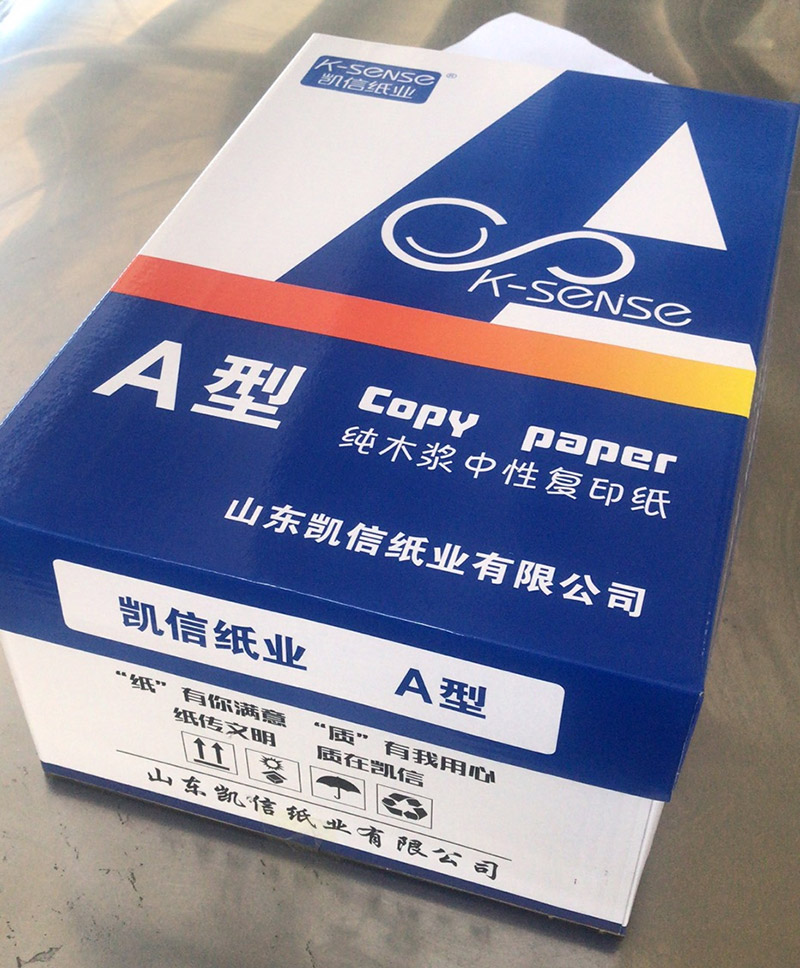 K-SENSE®
凯信纸业
K-SENSE
A型
Copy paper
纯木浆中性复印纸
山东凯信纸业有限公司
凯信纸业 A型
“纸”有你满意 “质”有我用心
纸传文明 质在凯信
山东凯信纸业有限公司